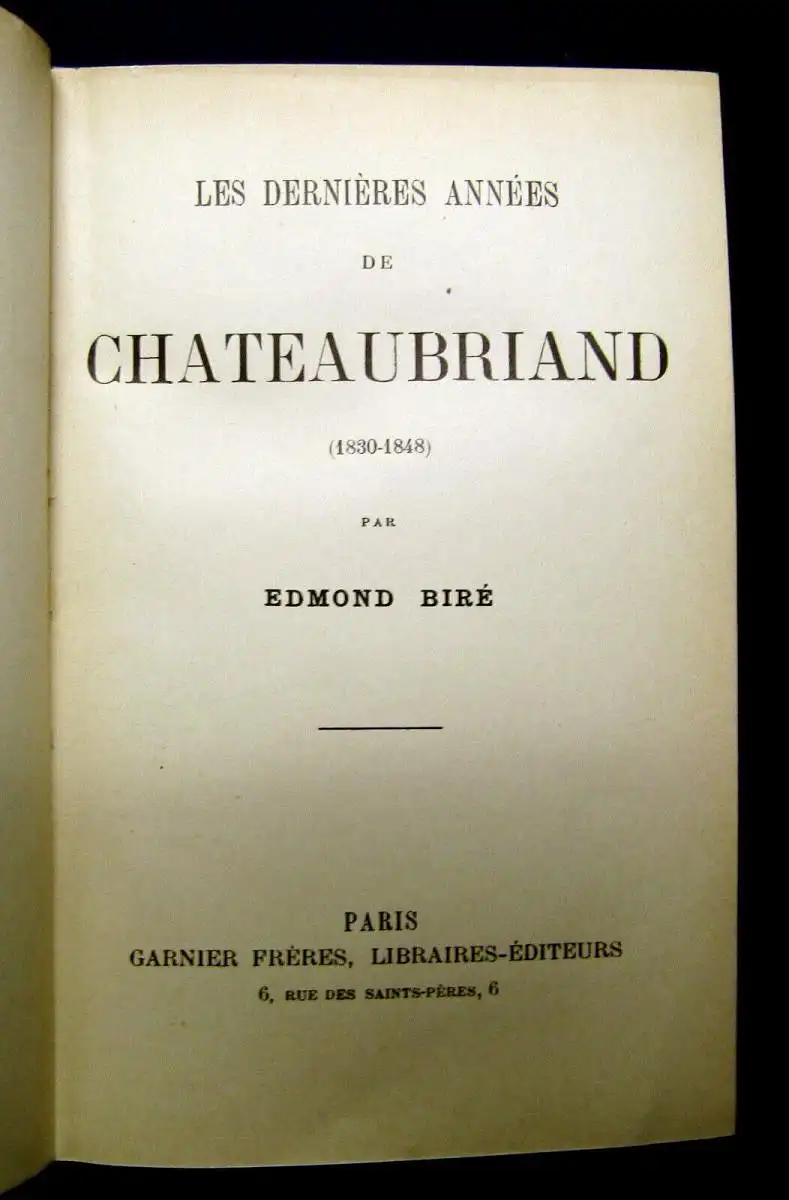 LES DERNIÈRES ANNÉES
DE
CHATEAUBRIAND
(1830-1848)
PAR
EDMOND BIRÉ
PARIS
GARNIER FRÈRES, LIBRAIRES-ÉDITEURS
6, RUE DES SAINTS-PÈRES, 6